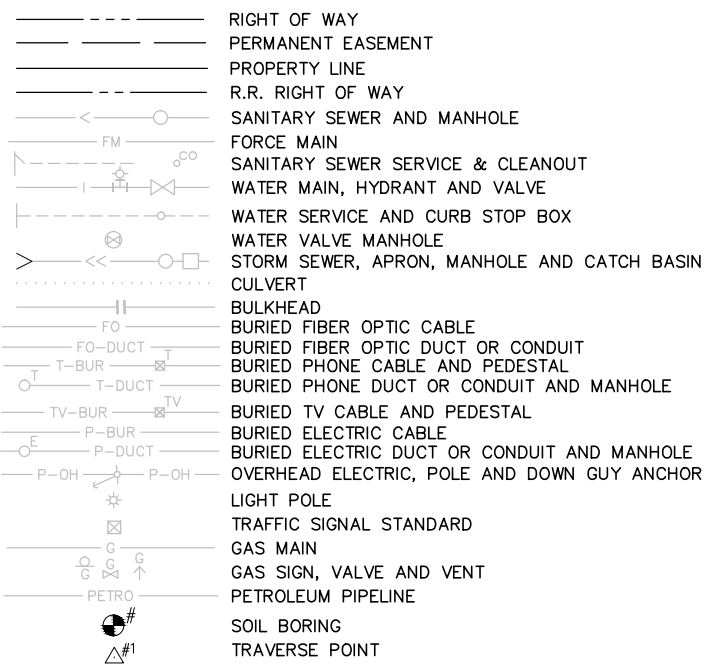 RIGHT OF WAY
PERMANENT EASEMENT
PROPERTY LINE
R.R. RIGHT OF WAY
< SANITARY SEWER AND MANHOLE
FM FORCE MAIN
CO SANITARY SEWER SERVICE & CLEANOUT
I WATER MAIN, HYDRANT AND VALVE
WATER SERVICE AND CURB STOP BOX
WATER VALVE MANHOLE
> << STORM SEWER, APRON, MANHOLE AND CATCH BASIN
CULVERT
BULKHEAD
FO BURIED FIBER OPTIC CABLE
FO-DUCT BURIED FIBER OPTIC DUCT OR CONDUIT
T-BUR T BURIED PHONE CABLE AND PEDESTAL
T T-DUCT BURIED PHONE DUCT OR CONDUIT AND MANHOLE
TV-BUR TV BURIED TV CABLE AND PEDESTAL
P-BUR BURIED ELECTRIC CABLE
E P-DUCT BURIED ELECTRIC DUCT OR CONDUIT AND MANHOLE
P-OH P-OH OVERHEAD ELECTRIC, POLE AND DOWN GUY ANCHOR
LIGHT POLE
TRAFFIC SIGNAL STANDARD
G GAS MAIN
G G G GAS SIGN, VALVE AND VENT
PETRO PETROLEUM PIPELINE
# SOIL BORING
#1 TRAVERSE POINT